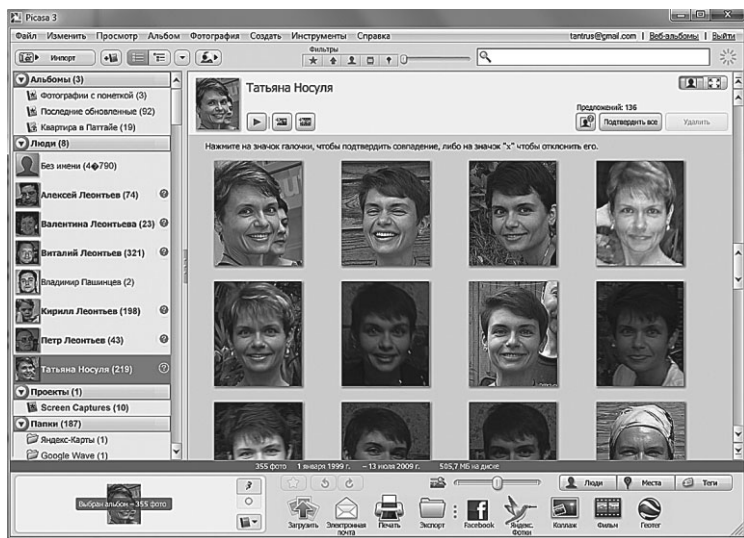 Picasa 3
Файл Изменить Просмотр Альбом Фотография Создать Инструменты Справка
tantrus@gmail.com | Веб-альбомы | Выйти
Импорт
Фильтры
Альбомы (3)
Фотографии с пометкой (3)
Последние обновленные (92)
Квартира в Паттайе (19)
Люди (8)
Без имени (4�790)
Алексей Леонтьев (74)
Валентина Леонтьева (23)
Виталий Леонтьев (321)
Владимир Пашинцев (2)
Кирилл Леонтьев (198)
Петр Леонтьев (43)
Татьяна Носуля (219)
Проекты (1)
Screen Captures (10)
Папки (187)
Яндекс-Карты (1)
Google Wave (1)
Татьяна Носуля
Предложений: 136
Подтвердить все
Удалить
Нажмите на значок галочки, чтобы подтвердить совпадение, либо на значок "x" чтобы отклонить его.
355 фото 1 января 1999 г. – 13 июля 2009 г. 505,7 МБ на диске
Выбран альбом – 355 фото
Люди
Места
Теги
Загрузить
Электронная почта
Печать
Экспорт
Facebook
Яндекс.Фотки
Коллаж
Фильм
Геотег